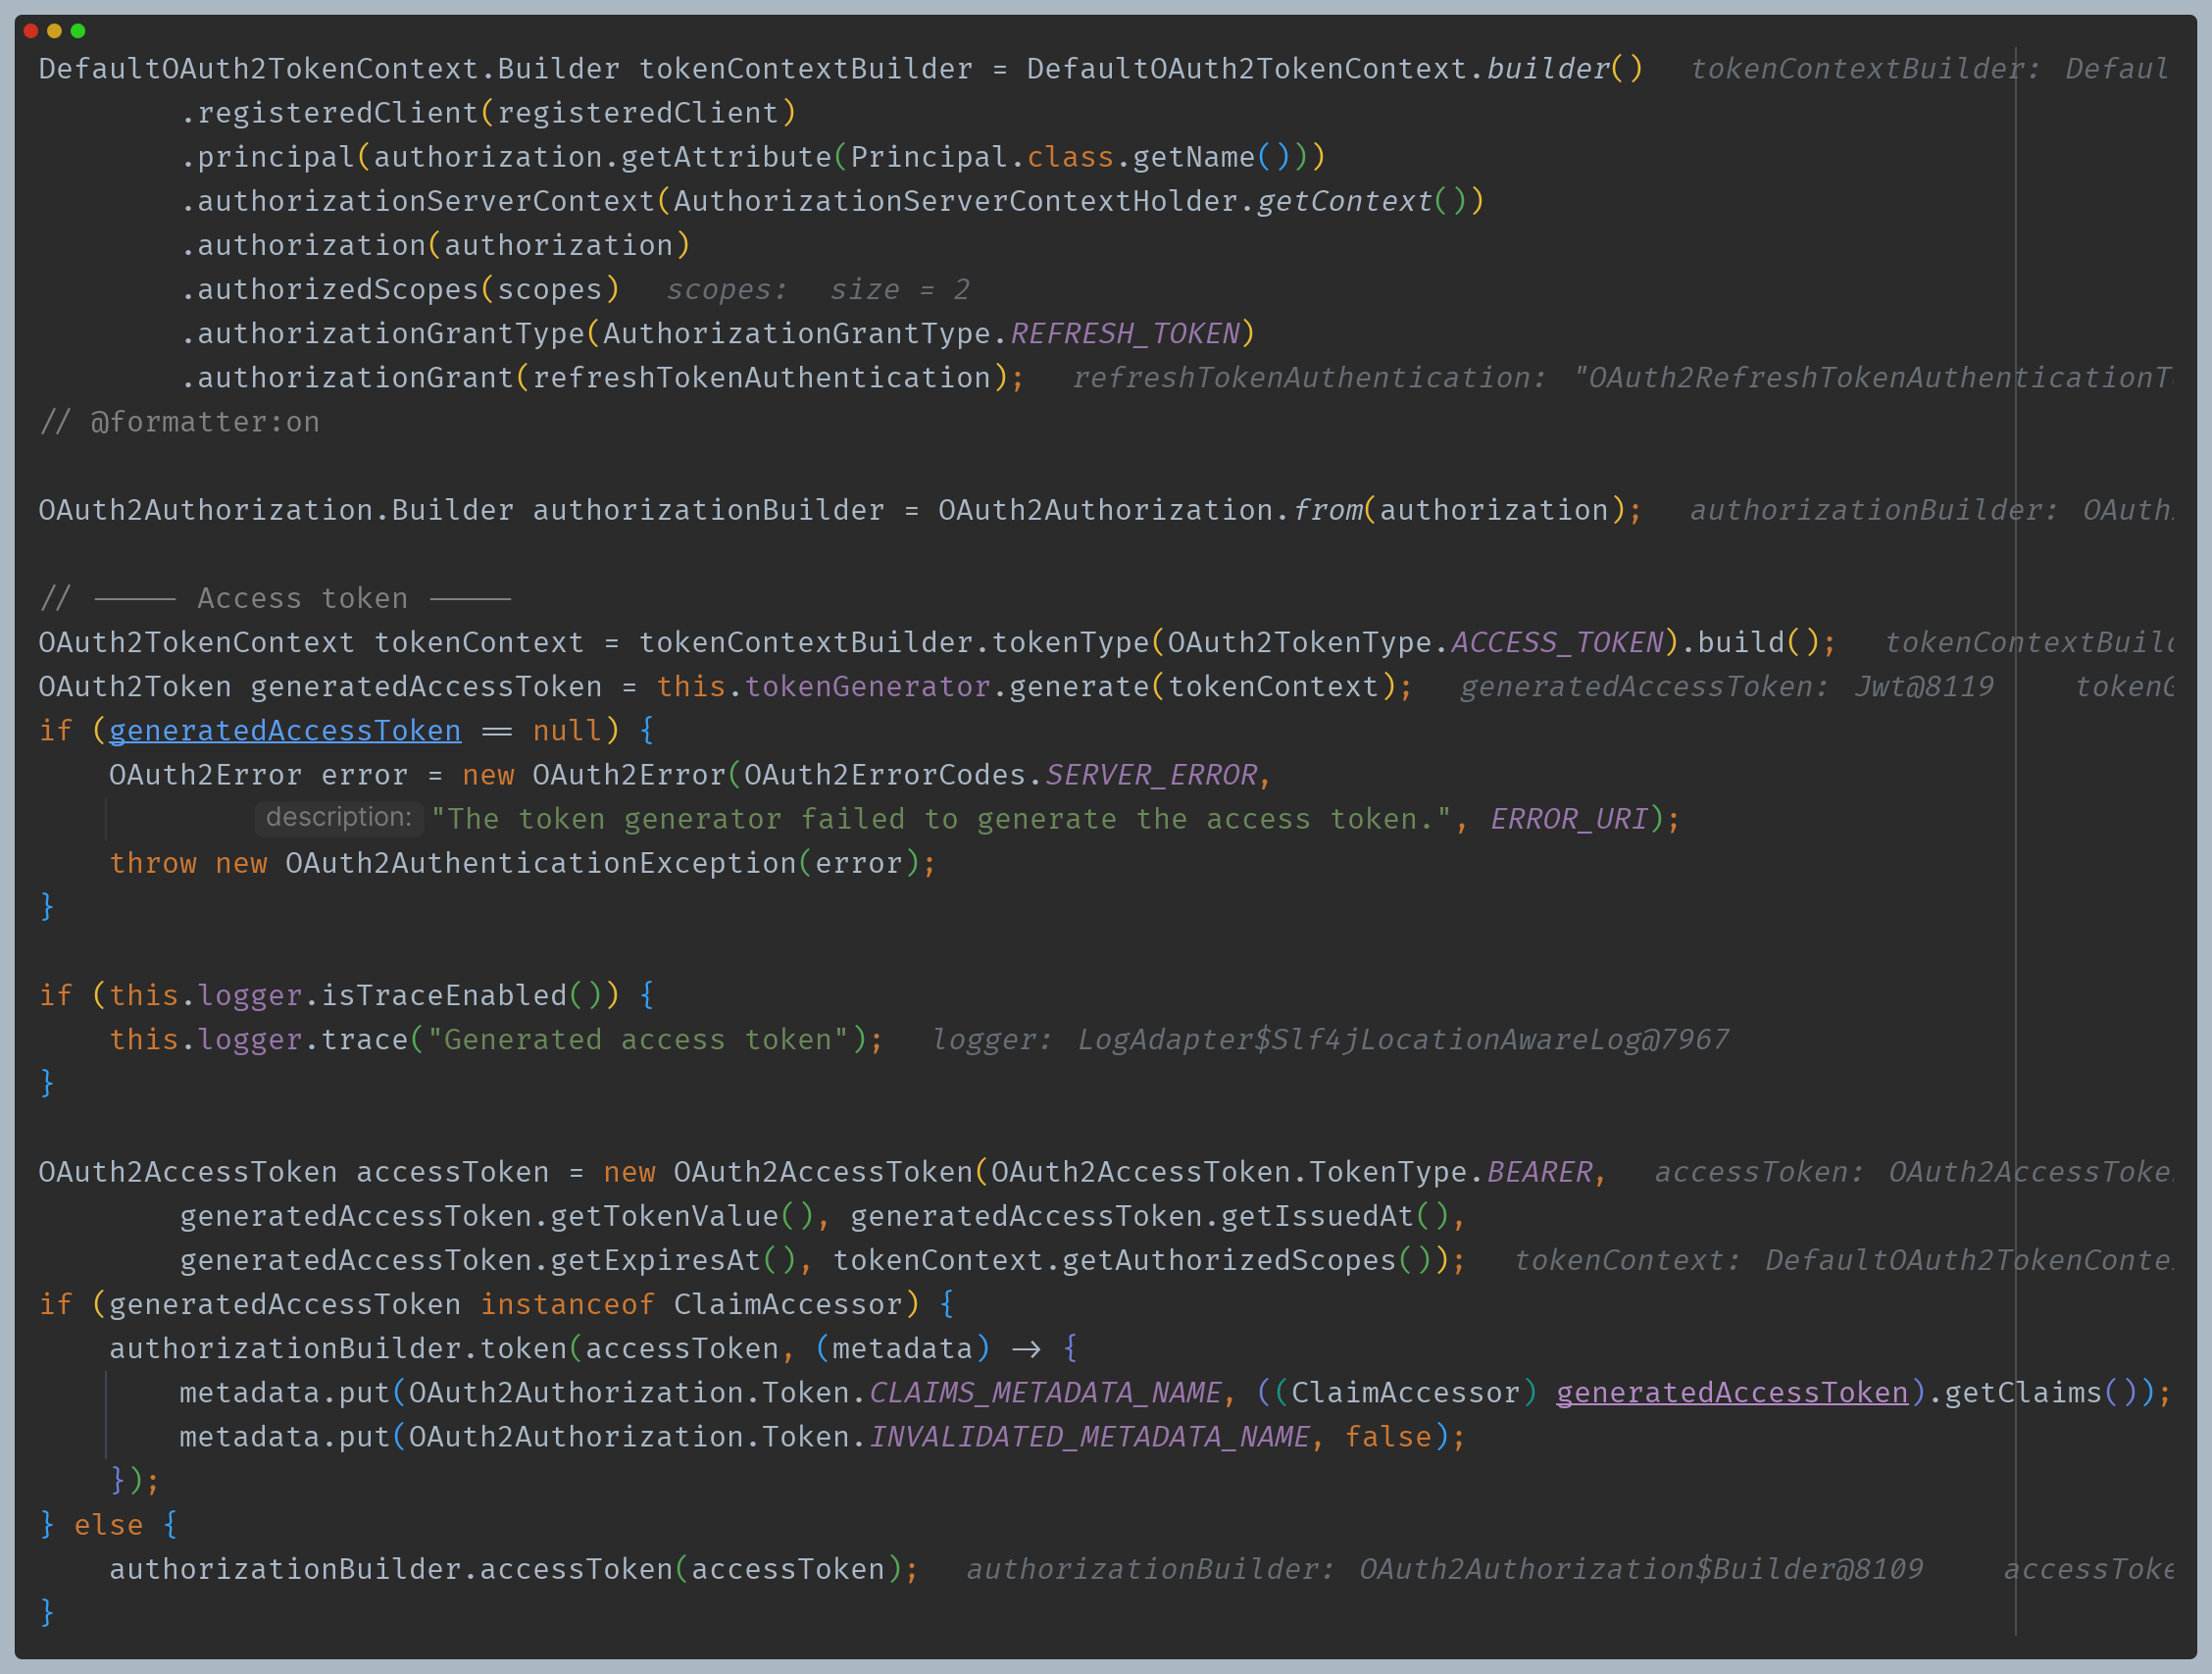 DefaultOAuth2TokenContext.Builder tokenContextBuilder = DefaultOAuth2TokenContext.builder() tokenContextBuilder: Defaul
.registeredClient(registeredClient)
.principal(authorization.getAttribute(Principal.class.getName()))
.authorizationServerContext(AuthorizationServerContextHolder.getContext())
.authorization(authorization)
.authorizedScopes(scopes) scopes: size = 2
.authorizationGrantType(AuthorizationGrantType.REFRESH_TOKEN)
.authorizationGrant(refreshTokenAuthentication); refreshTokenAuthentication: "OAuth2RefreshTokenAuthenticationT
// @formatter:on
OAuth2Authorization.Builder authorizationBuilder = OAuth2Authorization.from(authorization); authorizationBuilder: OAuth
// ----- Access token -----
OAuth2TokenContext tokenContext = tokenContextBuilder.tokenType(OAuth2TokenType.ACCESS_TOKEN).build(); tokenContextBuild
OAuth2Token generatedAccessToken = this.tokenGenerator.generate(tokenContext); generatedAccessToken: Jwt@8119 tokenG
if (generatedAccessToken == null) {
OAuth2Error error = new OAuth2Error(OAuth2ErrorCodes.SERVER_ERROR,
description: "The token generator failed to generate the access token.", ERROR_URI);
throw new OAuth2AuthenticationException(error);
}
if (this.logger.isTraceEnabled()) {
this.logger.trace("Generated access token"); logger: LogAdapter$Slf4jLocationAwareLog@7967
}
OAuth2AccessToken accessToken = new OAuth2AccessToken(OAuth2AccessToken.TokenType.BEARER, accessToken: OAuth2AccessToke
generatedAccessToken.getTokenValue(), generatedAccessToken.getIssuedAt(),
generatedAccessToken.getExpiresAt(), tokenContext.getAuthorizedScopes()); tokenContext: DefaultOAuth2TokenConte
if (generatedAccessToken instanceof ClaimAccessor) {
authorizationBuilder.token(accessToken, (metadata) -> {
metadata.put(OAuth2Authorization.Token.CLAIMS_METADATA_NAME, ((ClaimAccessor) generatedAccessToken).getClaims());
metadata.put(OAuth2Authorization.Token.INVALIDATED_METADATA_NAME, false);
});
} else {
authorizationBuilder.accessToken(accessToken); authorizationBuilder: OAuth2Authorization$Builder@8109 accessToke
}